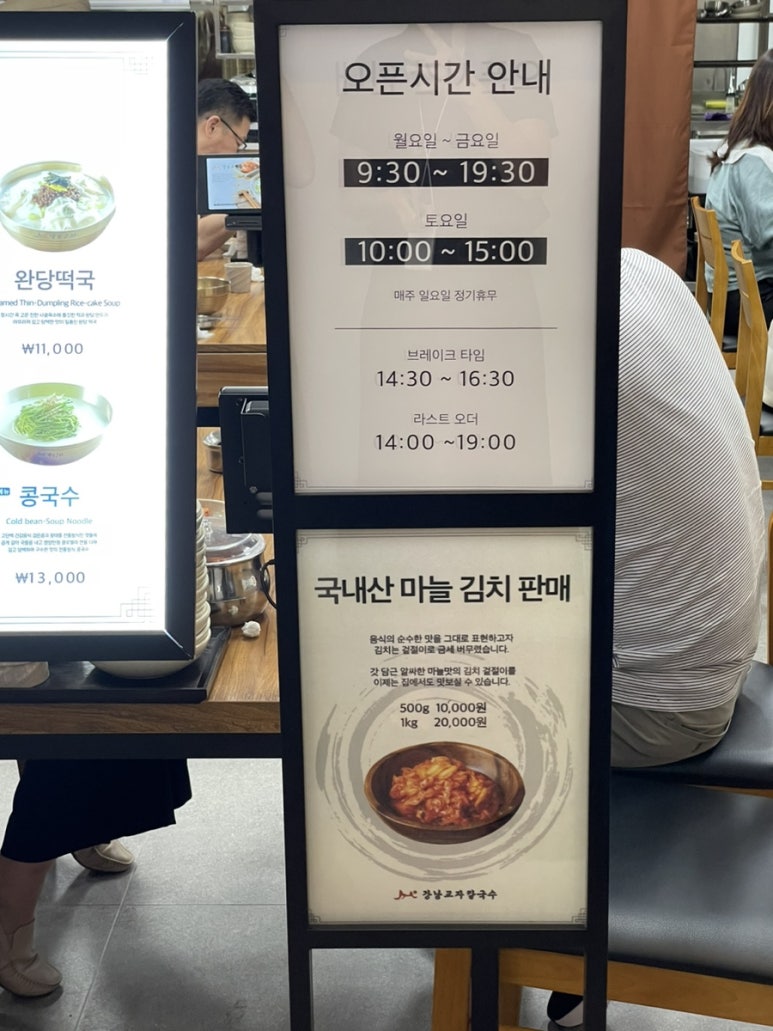 완당떡국
amed Thin-Dumpling Rice-cake Soup
₩11,000
콩국수
Cold bean-Soup Noodle
₩13,000
오픈시간 안내
월요일 ~ 금요일
9:30 ~ 19:30
토요일
10:00 ~ 15:00
매주 일요일 정기휴무
브레이크 타임
14:30 ~ 16:30
라스트 오더
14:00 ~19:00
국내산 마늘 김치 판매
음식의 순수한 맛을 그대로 표현하고자
김치는 겉절이로 금세 버무렸습니다.
갓 담근 알싸한 마늘맛의 김치 겉절이를
이제는 집에서도 맛보실 수 있습니다.
500g 10,000원
1kg 20,000원
강남교자칼국수